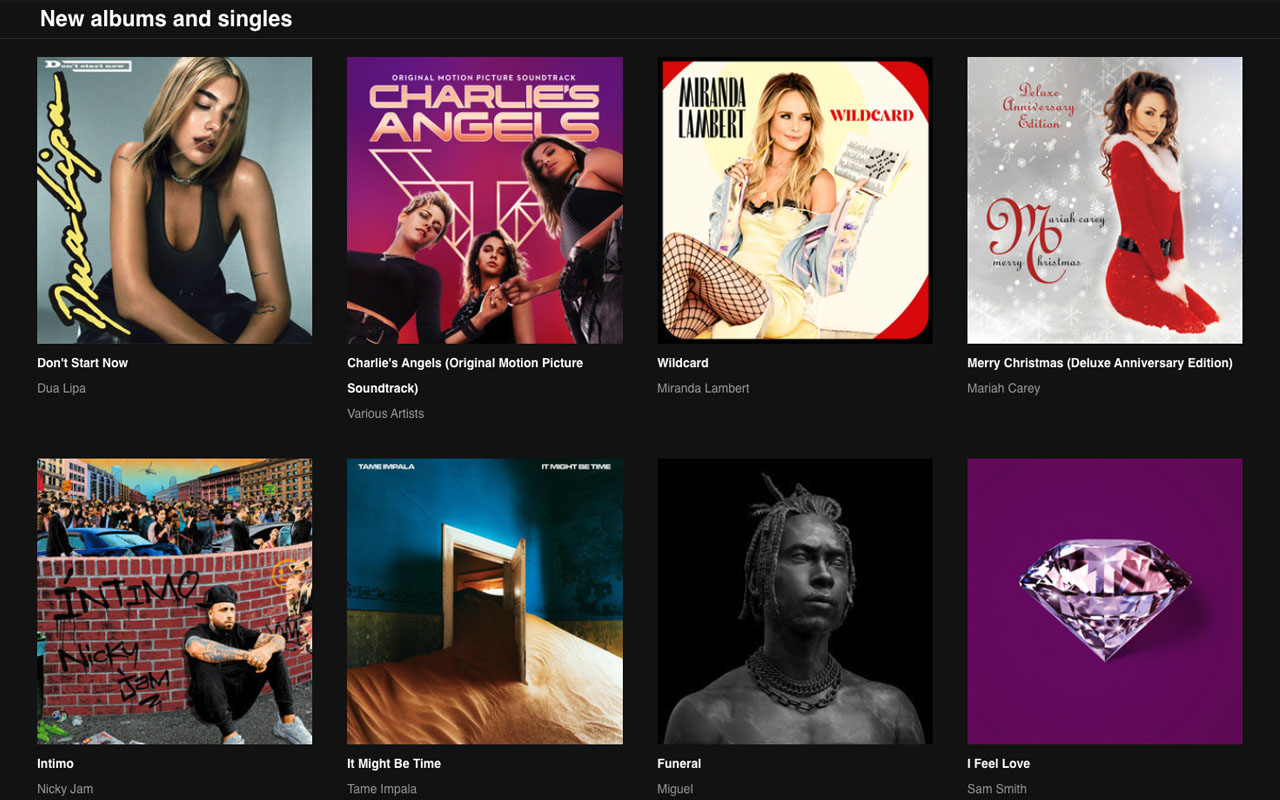 New albums and singles
Don't start now
Dua Lipa
ORIGINAL MOTION PICTURE SOUNDTRACK
CHARLIE'S
ANGELS
MIRANDA
LAMBERT
WILDCARD
Deluxe
Anniversary
Edition
Mariah carey
merry Christmas
Don't Start Now
Dua Lipa
Charlie's Angels (Original Motion Picture
Soundtrack)
Various Artists
Wildcard
Miranda Lambert
Merry Christmas (Deluxe Anniversary Edition)
Mariah Carey
ÍNTIMO
NICKY
JAM
TAME IMPALA
IT MIGHT BE TIME
Intimo
Nicky Jam
It Might Be Time
Tame Impala
Funeral
Miguel
I Feel Love
Sam Smith